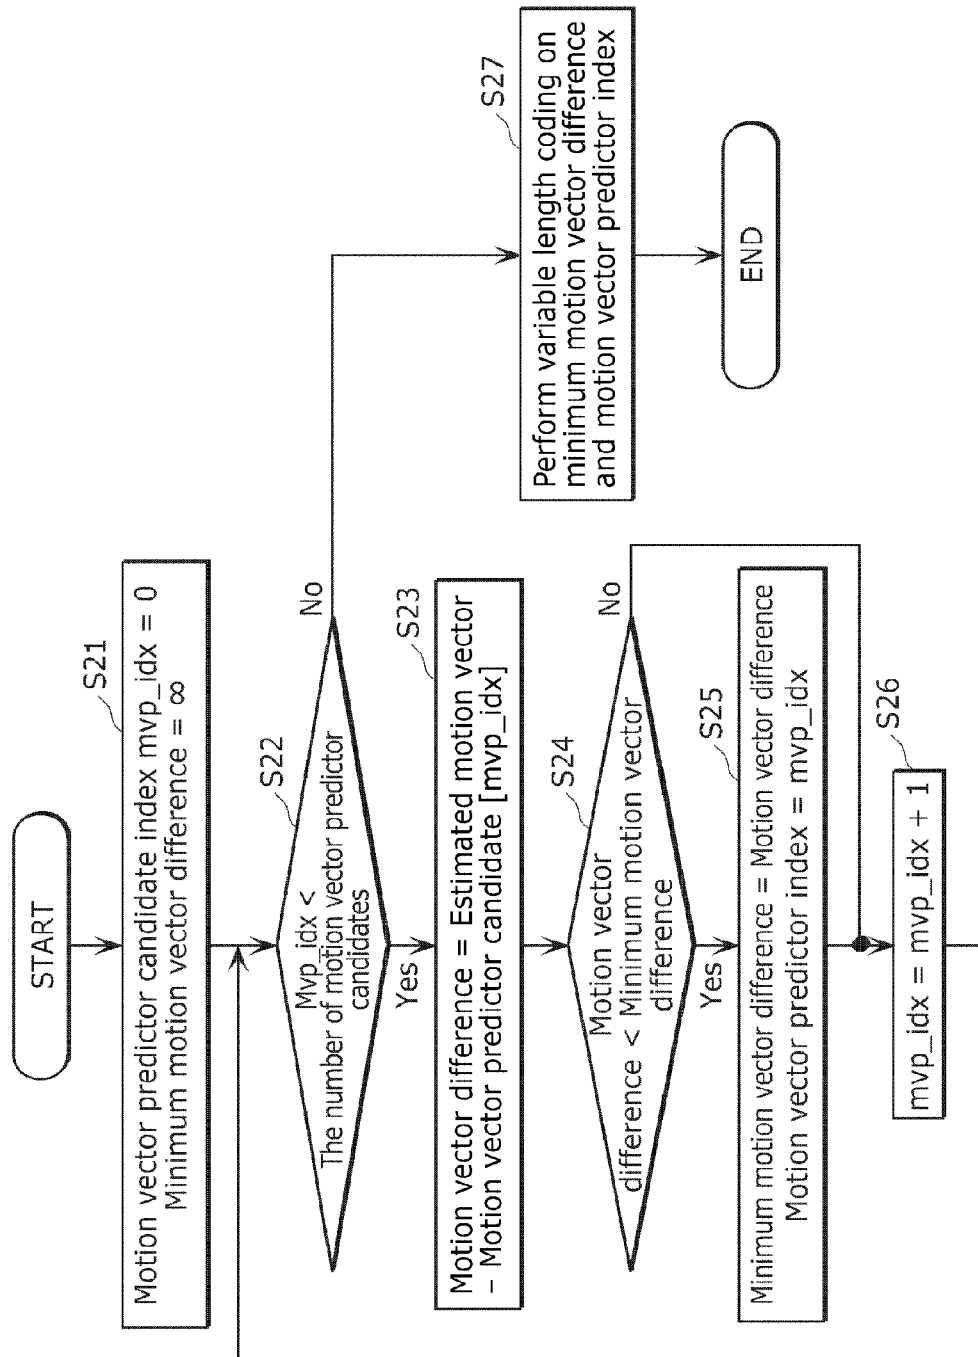 START
S21
Motion vector predictor candidate index mvp_idx = 0
Minimum motion vector difference = ∞
S22
Mvp_idx <
The number of motion vector predictor
candidates
No
Yes
S23
Motion vector difference = Estimated motion vector
– Motion vector predictor candidate [mvp_idx]
S24
Motion vector
difference < Minimum motion vector
difference
No
Yes
S25
Minimum motion vector difference = Motion vector difference
Motion vector predictor index = mvp_idx
S26
mvp_idx = mvp_idx + 1
S27
Perform variable length coding on
minimum motion vector difference
and motion vector predictor index
END